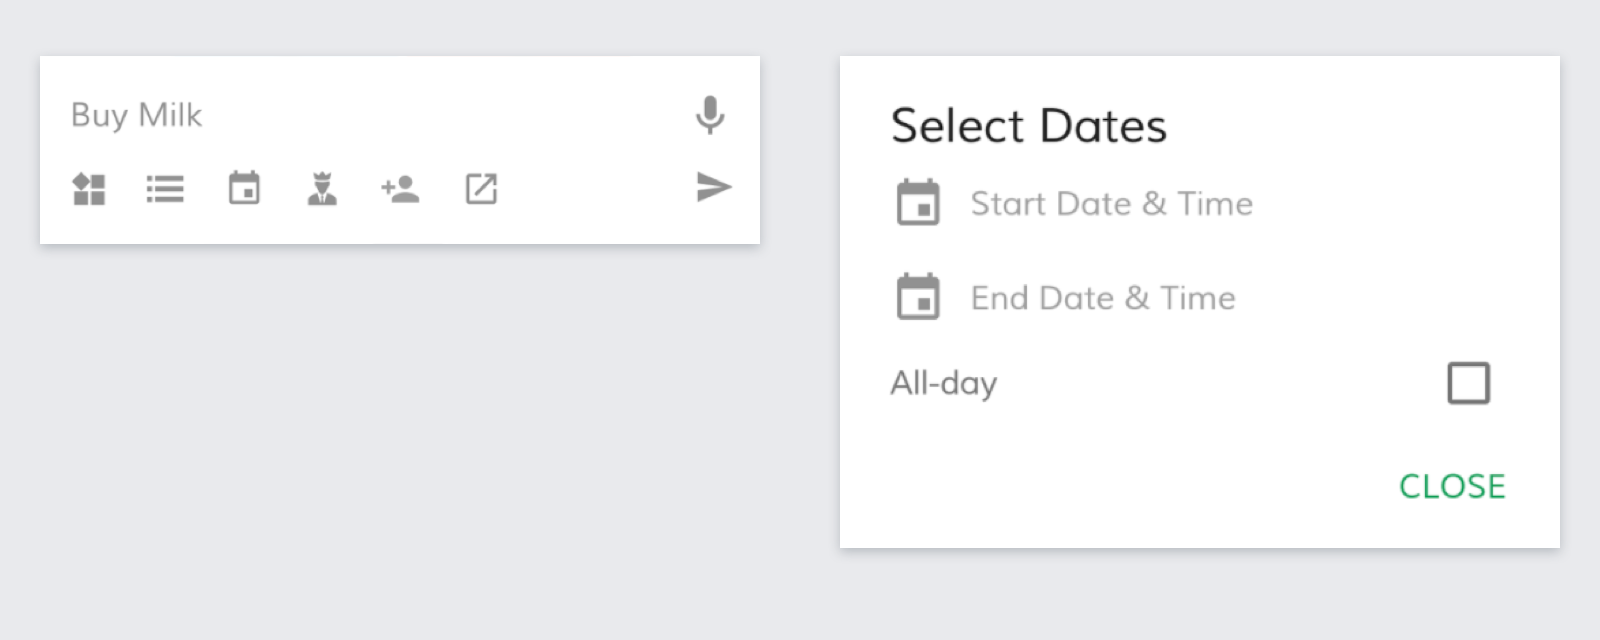 Buy Milk
Select Dates
Start Date & Time
End Date & Time
All-day
CLOSE